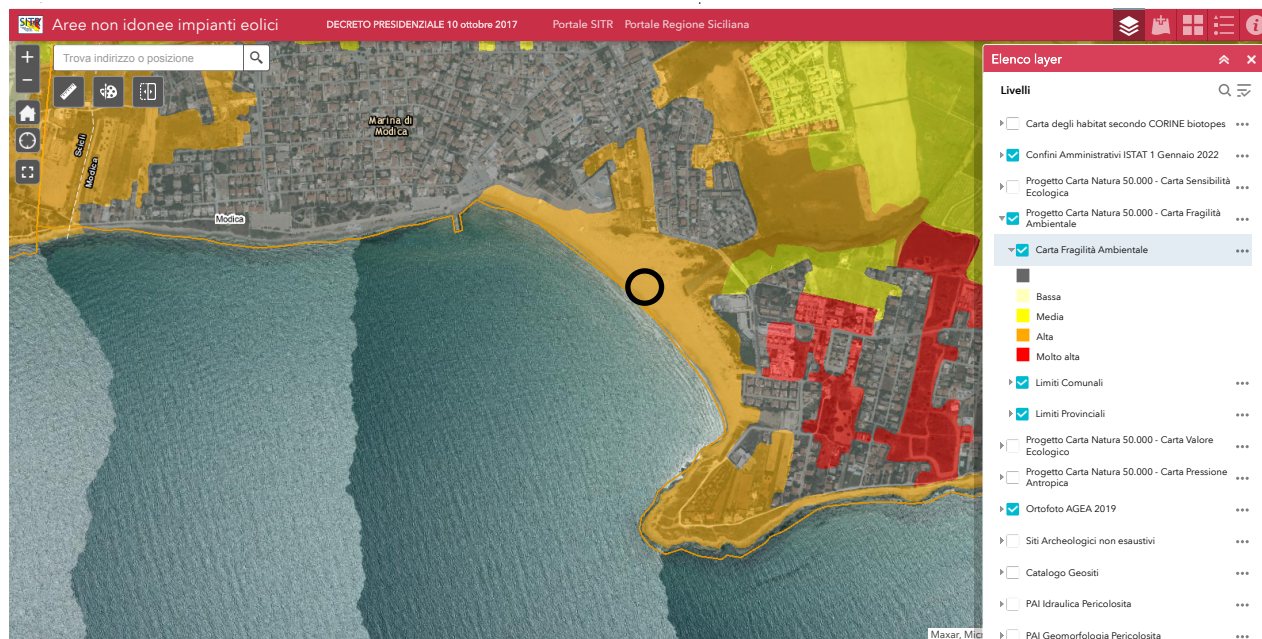 SITR
Aree non idonee impianti eolici
DECRETO PRESIDENZIALE 10 ottobre 2017
Portale SITR
Portale Regione Siciliana
Trova indirizzo o posizione
Marina di
Modica
Scicli
Modica
Modica
Elenco layer
Livelli
Carta degli habitat secondo CORINE biotopes
Confini Amministrativi ISTAT 1 Gennaio 2022
Progetto Carta Natura 50.000 - Carta Sensibilità
Ecologica
Progetto Carta Natura 50.000 - Carta Fragilità
Ambientale
Carta Fragilità Ambientale
Bassa
Media
Alta
Molto alta
Limiti Comunali
Limiti Provinciali
Progetto Carta Natura 50.000 - Carta Valore
Ecologico
Progetto Carta Natura 50.000 - Carta Pressione
Antropica
Ortofoto AGEA 2019
Siti Archeologici non esaustivi
Catalogo Geositi
PAI Idraulica Pericolosita
PAI Geomorfologia Pericolosita
Maxar, Mic